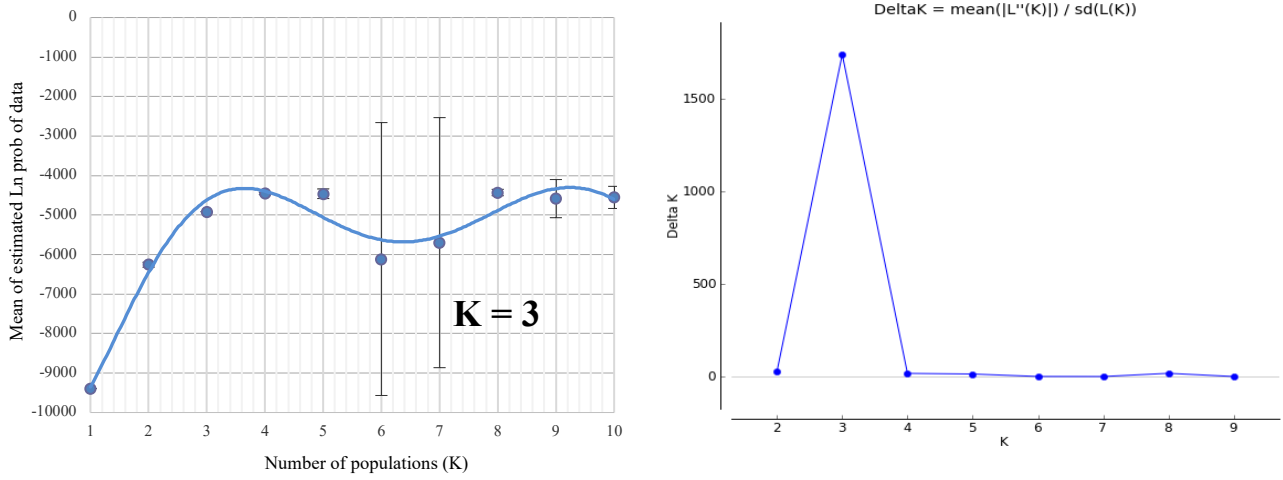 0
-1000
-2000
-3000
-4000
-5000
-6000
-7000
-8000
-9000
-10000
Mean of estimated Ln prob of data
K = 3
1 2 3 4 5 6 7 8 9 10
Number of populations (K)
DeltaK = mean(|L''(K)|) / sd(L(K))
1500
1000
500
0
Delta K
2 3 4 5 6 7 8 9
K